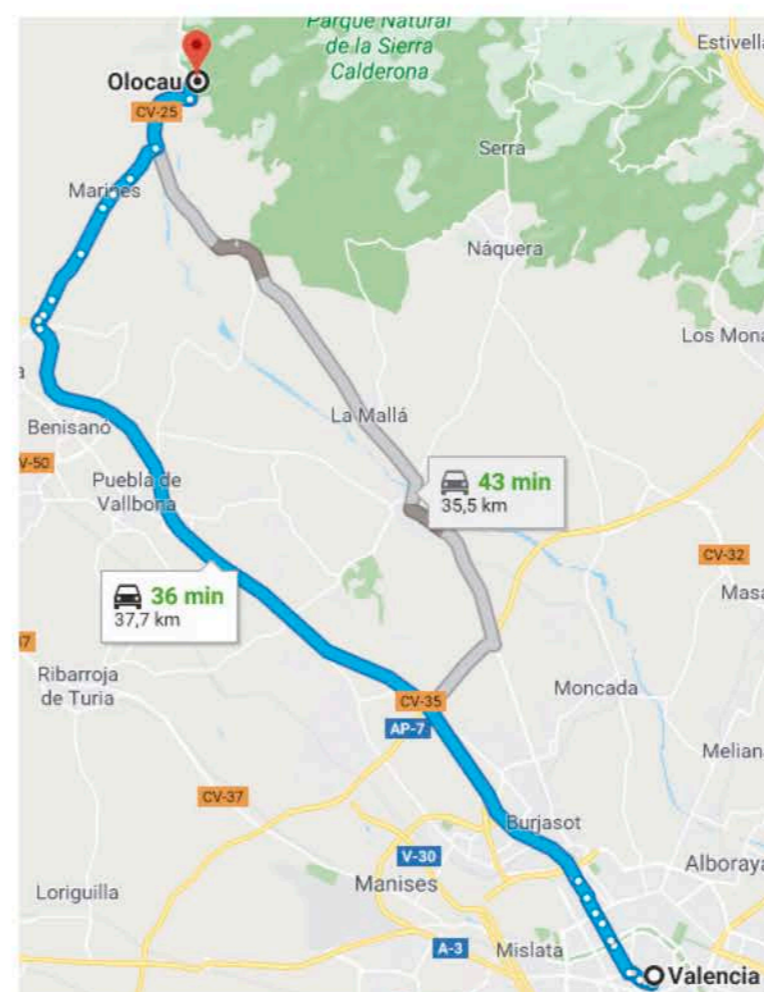 Parque Natural
de la Sierra
Calderona
Estivella
Olocau
CV-25
Serra
Marines
Náquera
Los Mona
a
La Mallá
Benisanó
V-50
Puebla de
Vallbona
43 min
35,5 km
CV-32
36 min
37,7 km
Masa
Ribarroja
de Turia
Moncada
CV-35
AP-7
Meliana
CV-37
Burjasot
V-30
Manises
Alboraya
Loriguilla
A-3
Mislata
Valencia